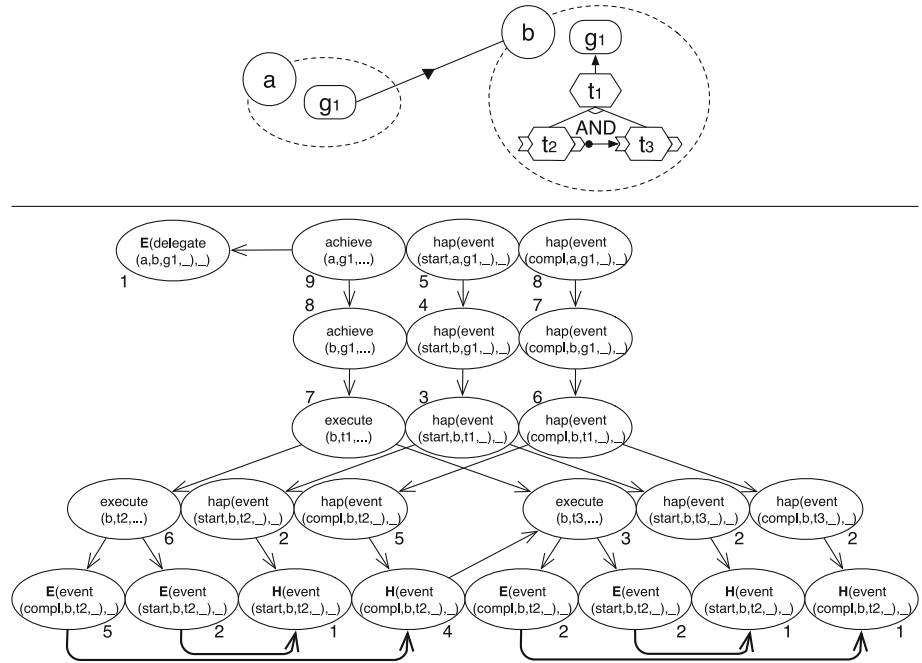 b
g1
a
g1
t1
AND
t2
t3
E(delegate
(a,b,g1,_),_)
1
achieve
(a,g1,...)
9
hap(event
(start,a,g1,_),_)
5
hap(event
(compl,a,g1,_),_)
8
8
achieve
(b,g1,...)
4
hap(event
(start,b,g1,_),_)
7
hap(event
(compl,b,g1,_),_)
7
execute
(b,t1,...)
3
hap(event
(start,b,t1,_),_)
6
hap(event
(compl,b,t1,_),_)
execute
(b,t2,...)
6
hap(event
(start,b,t2,_),_)
2
hap(event
(compl,b,t2,_),_)
5
execute
(b,t3,...)
3
hap(event
(start,b,t3,_),_)
2
hap(event
(compl,b,t3,_),_)
2
E(event
(compl,b,t2,_),_)
5
E(event
(start,b,t2,_),_)
2
H(event
(start,b,t2,_),_)
1
H(event
(compl,b,t2,_),_)
4
E(event
(compl,b,t2,_),_)
2
E(event
(start,b,t2,_),_)
2
H(event
(start,b,t2,_),_)
1
H(event
(compl,b,t2,_),_)
1